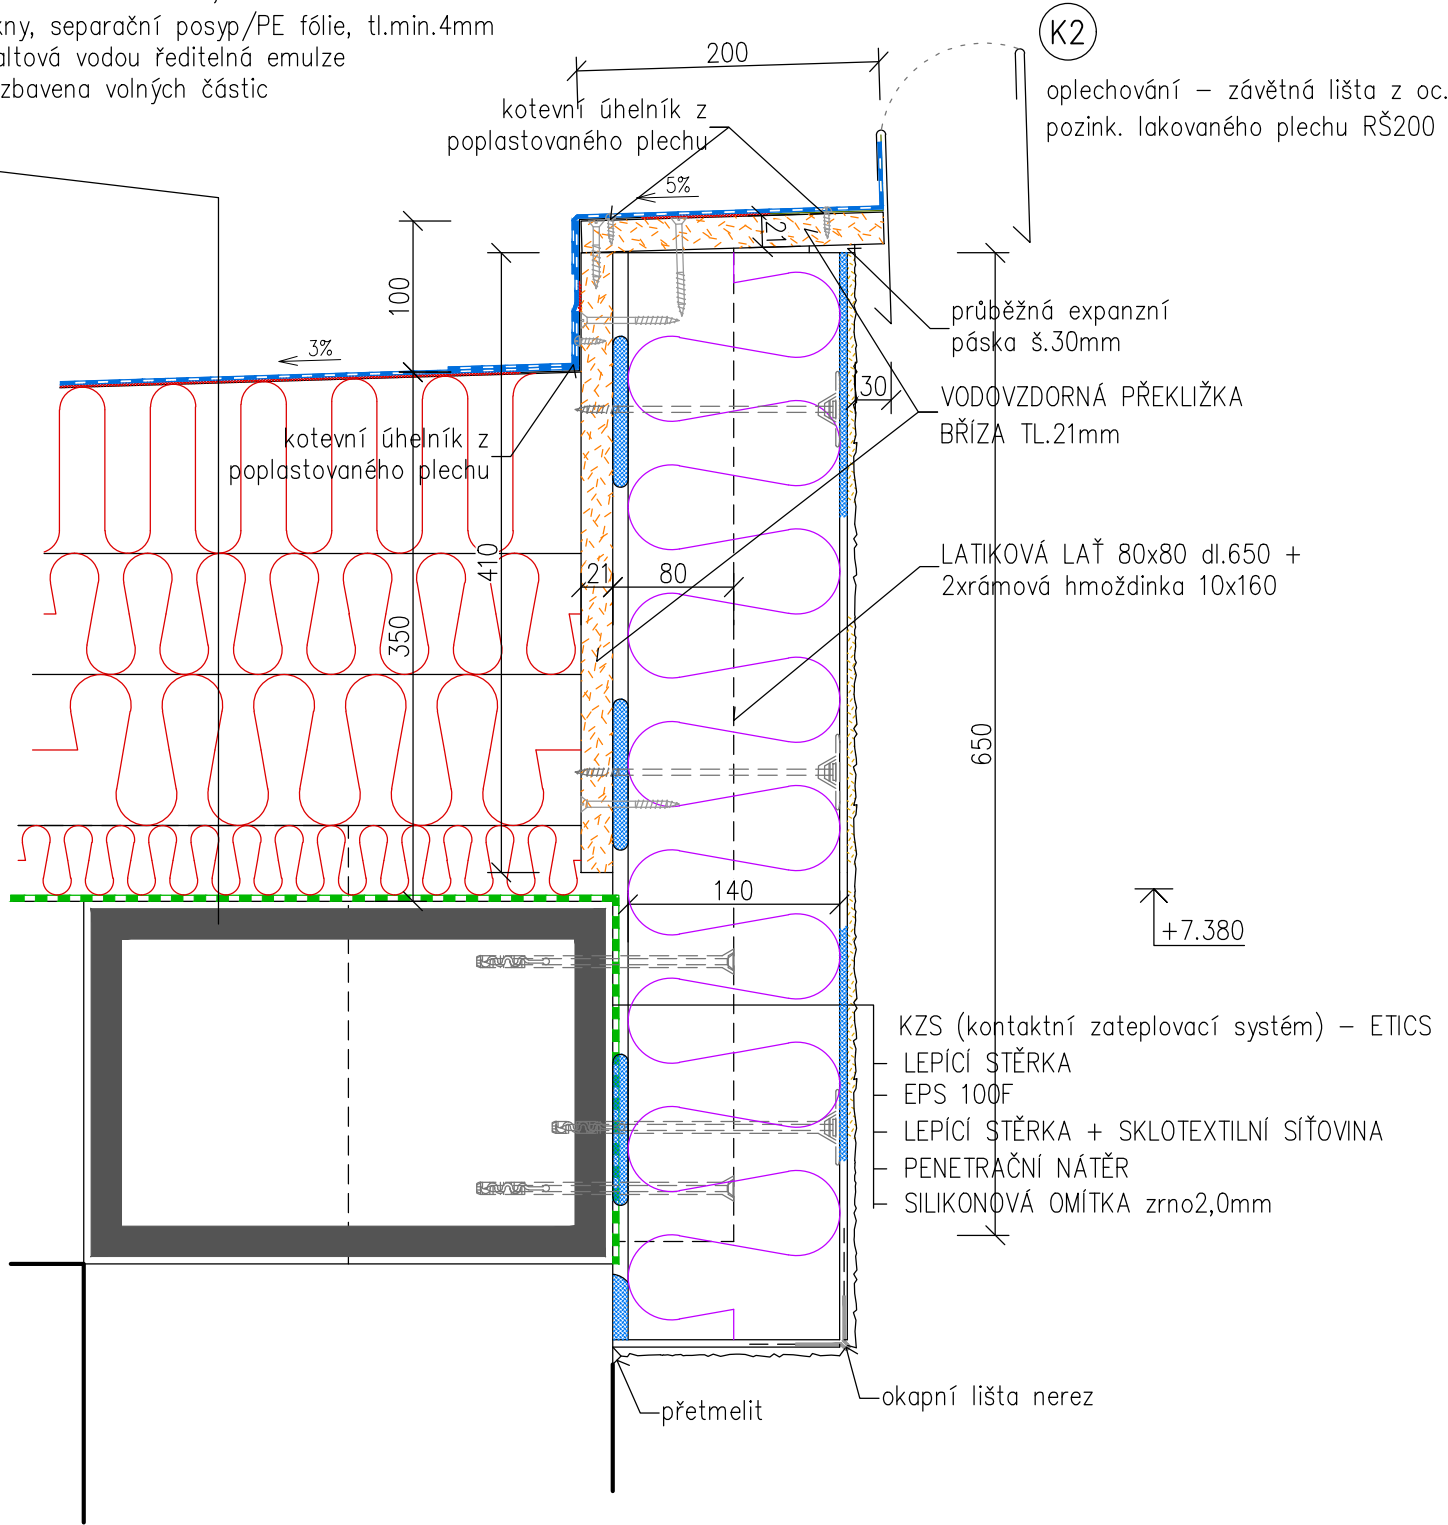 separační posyp/PE fólie, tl.min.4mm
vodou ředitelná emulze
zbavena volných částic
200
K2
oplechování – závětná lišta z oc.
pozink. lakovaného plechu RŠ200
kotevní úhelník z
poplastovaného plechu
5%
21
100
3%
průběžná expanzní
páska š.30mm
30
VODOVZDORNÁ PŘEKLIŽKA
BŘÍZA TL.21mm
kotevní úhelník z
poplastovaného plechu
410
21
80
LATIKOVÁ LAŤ 80x80 dl.650 +
2xrámová hmoždinka 10x160
350
650
140
+7.380
KZS (kontaktní zateplovací systém) – ETICS
LEPÍCÍ STĚRKA
EPS 100F
LEPÍCÍ STĚRKA + SKLOTEXTILNÍ SÍŤOVINA
PENETRAČNÍ NÁTĚR
SILIKONOVÁ OMÍTKA zrno2,0mm
okapní lišta nerez
přetmelit